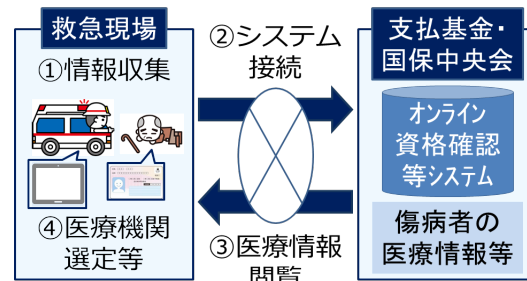 救急現場
①情報収集
④医療機関
選定等
②システム
接続
③医療情報
閲覧
支払基金・
国保中央会
オンライン
資格確認
等システム
傷病者の
医療情報等